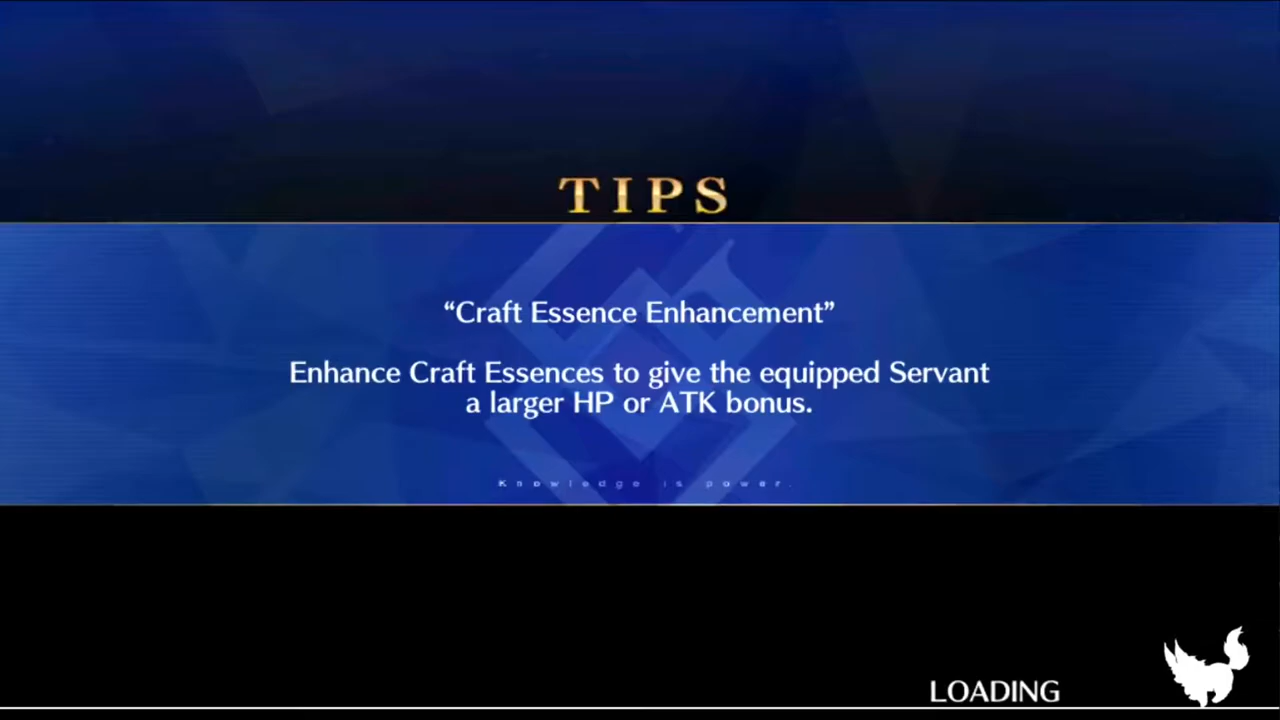 TIPS
“Craft Essence Enhancement”
Enhance Craft Essences to give the equipped Servant
a larger HP or ATK bonus.
Knowledge is power.
LOADING